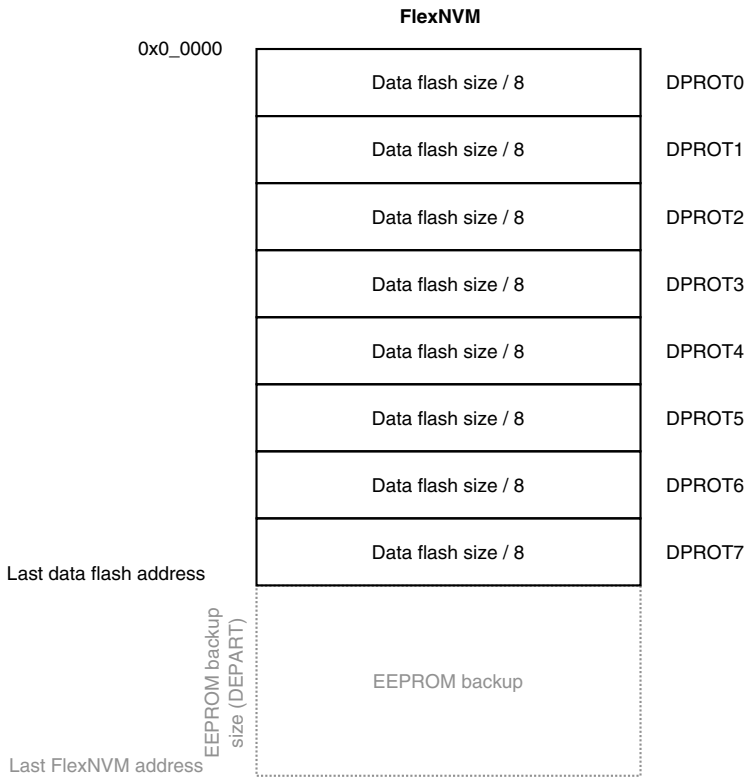 FlexNVM
0x0_0000
Data flash size / 8 DPROT0
Data flash size / 8 DPROT1
Data flash size / 8 DPROT2
Data flash size / 8 DPROT3
Data flash size / 8 DPROT4
Data flash size / 8 DPROT5
Data flash size / 8 DPROT6
Data flash size / 8 DPROT7
Last data flash address
EEPROM backup
size (DEPART)
EEPROM backup
Last FlexNVM address